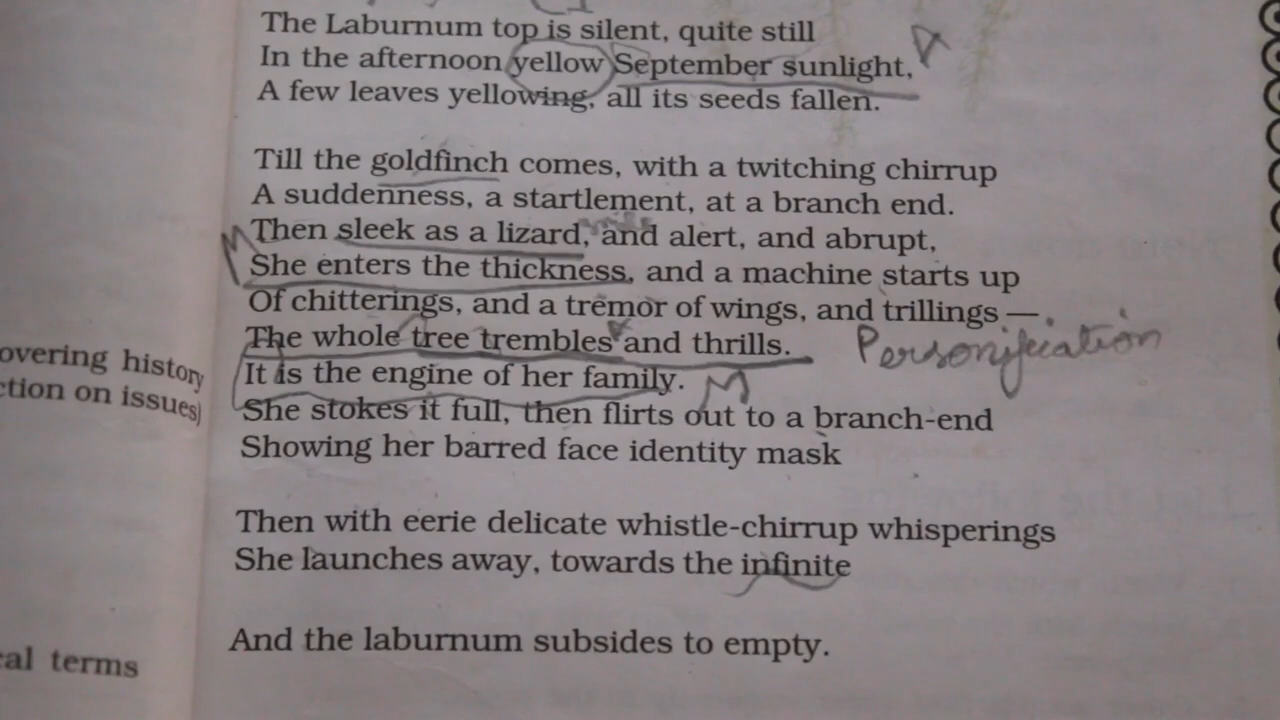 The Laburnum top is silent, quite still
In the afternoon yellow September sunlight,
A few leaves yellowing, all its seeds fallen.
Till the goldfinch comes, with a twitching chirrup
A suddenness, a startlement, at a branch end.
Then sleek as a lizard, and alert, and abrupt,
She enters the thickness, and a machine starts up
Of chitterings, and a tremor of wings, and trillings —
The whole tree trembles and thrills.
Personification
It is the engine of her family.
M
She stokes it full, then flirts out to a branch-end
Showing her barred face identity mask
Then with eerie delicate whistle-chirrup whisperings
She launches away, towards the infinite
And the laburnum subsides to empty.
overing history
ction on issues)
cal terms